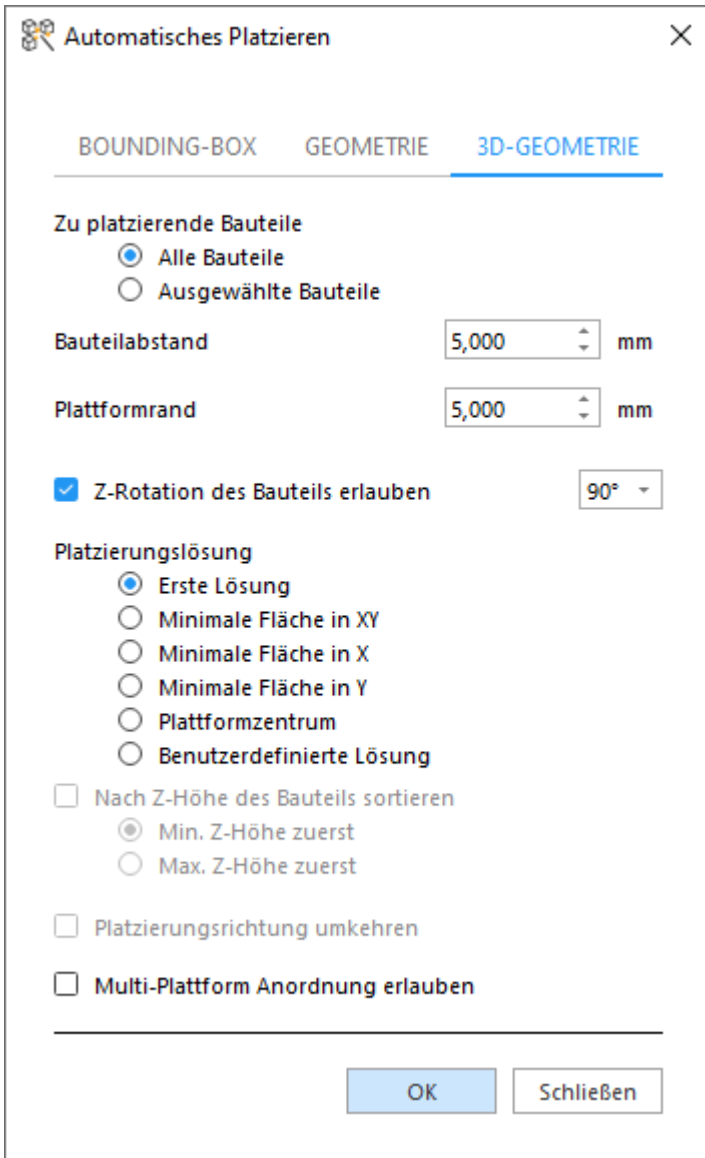 Automatisches Platzieren
BOUNDING-BOX GEOMETRIE 3D-GEOMETRIE
Zu platzierende Bauteile
Alle Bauteile
Ausgewählte Bauteile
Bauteilabstand 5,000 mm
Plattformrand 5,000 mm
Z-Rotation des Bauteils erlauben 90°
Platzierungslösung
Erste Lösung
Minimale Fläche in XY
Minimale Fläche in X
Minimale Fläche in Y
Plattformzentrum
Benutzerdefinierte Lösung
Nach Z-Höhe des Bauteils sortieren
Min. Z-Höhe zuerst
Max. Z-Höhe zuerst
Platzierungsrichtung umkehren
Multi-Plattform Anordnung erlauben
OK Schließen